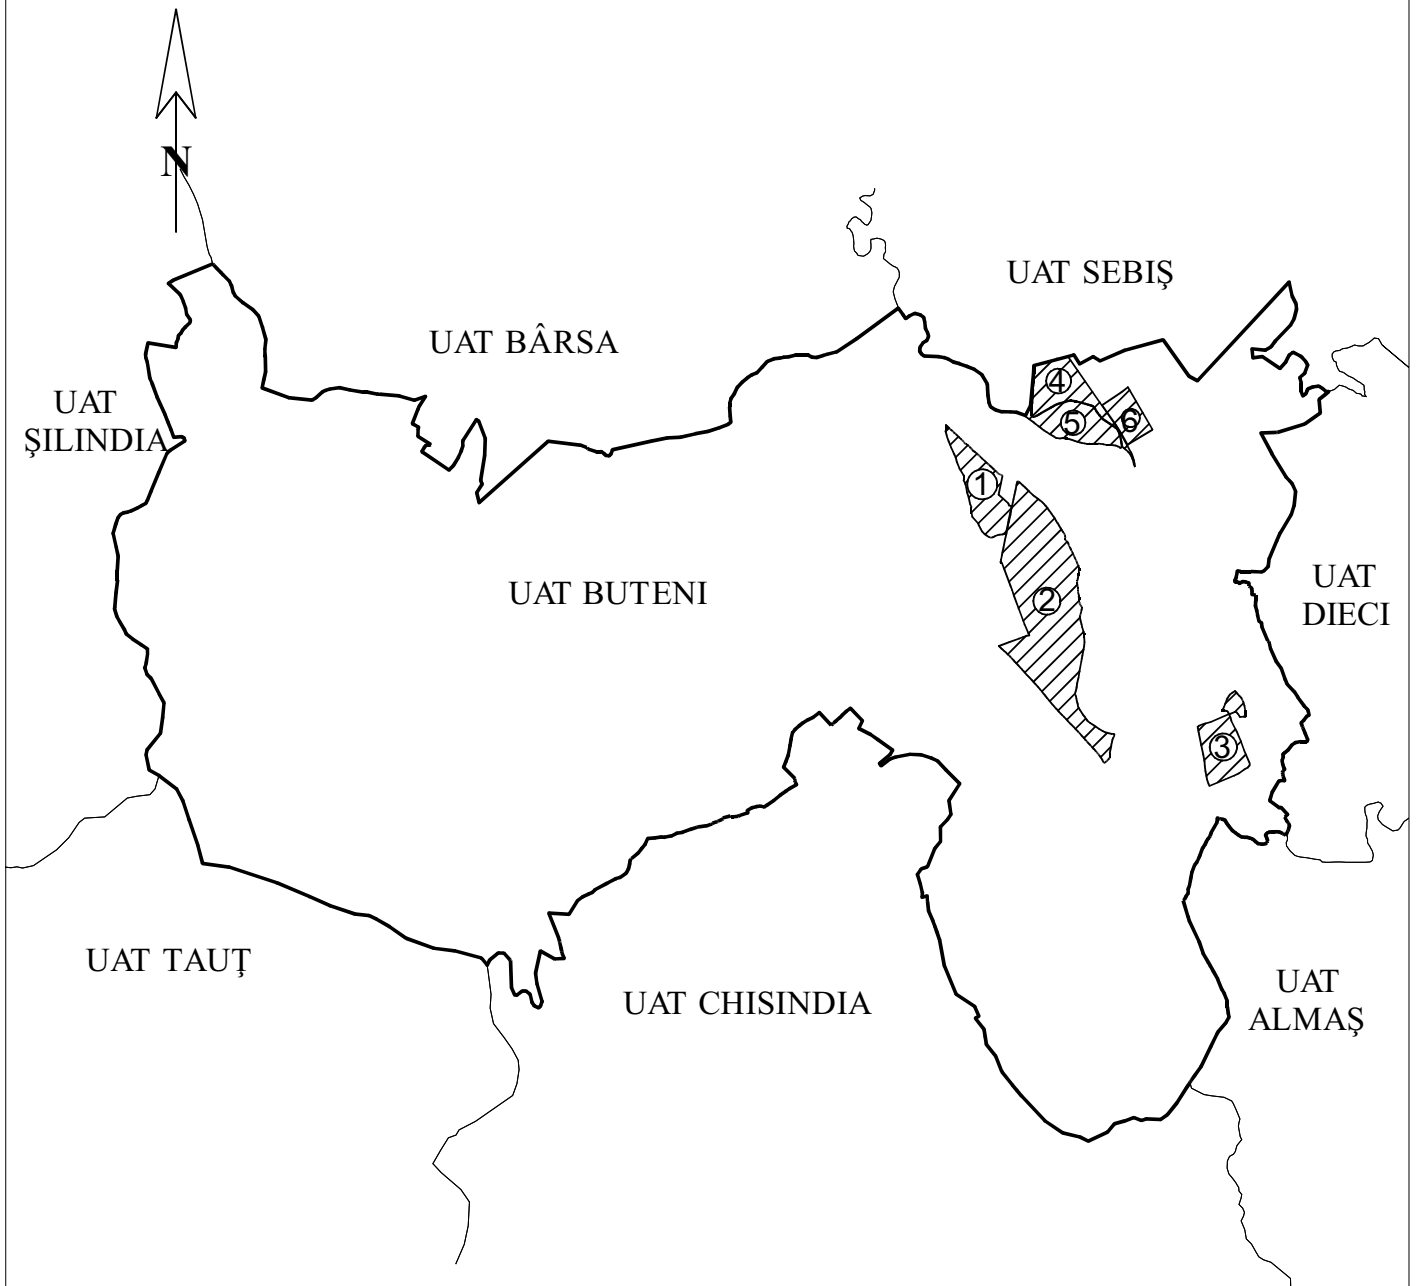 N
UAT SEBIŞ
UAT BÂRSA
UAT
ŞILINDIA
4
5
6
1
UAT BUTENI
2
UAT
DIECI
3
UAT TAUŢ
UAT CHISINDIA
UAT
ALMAŞ